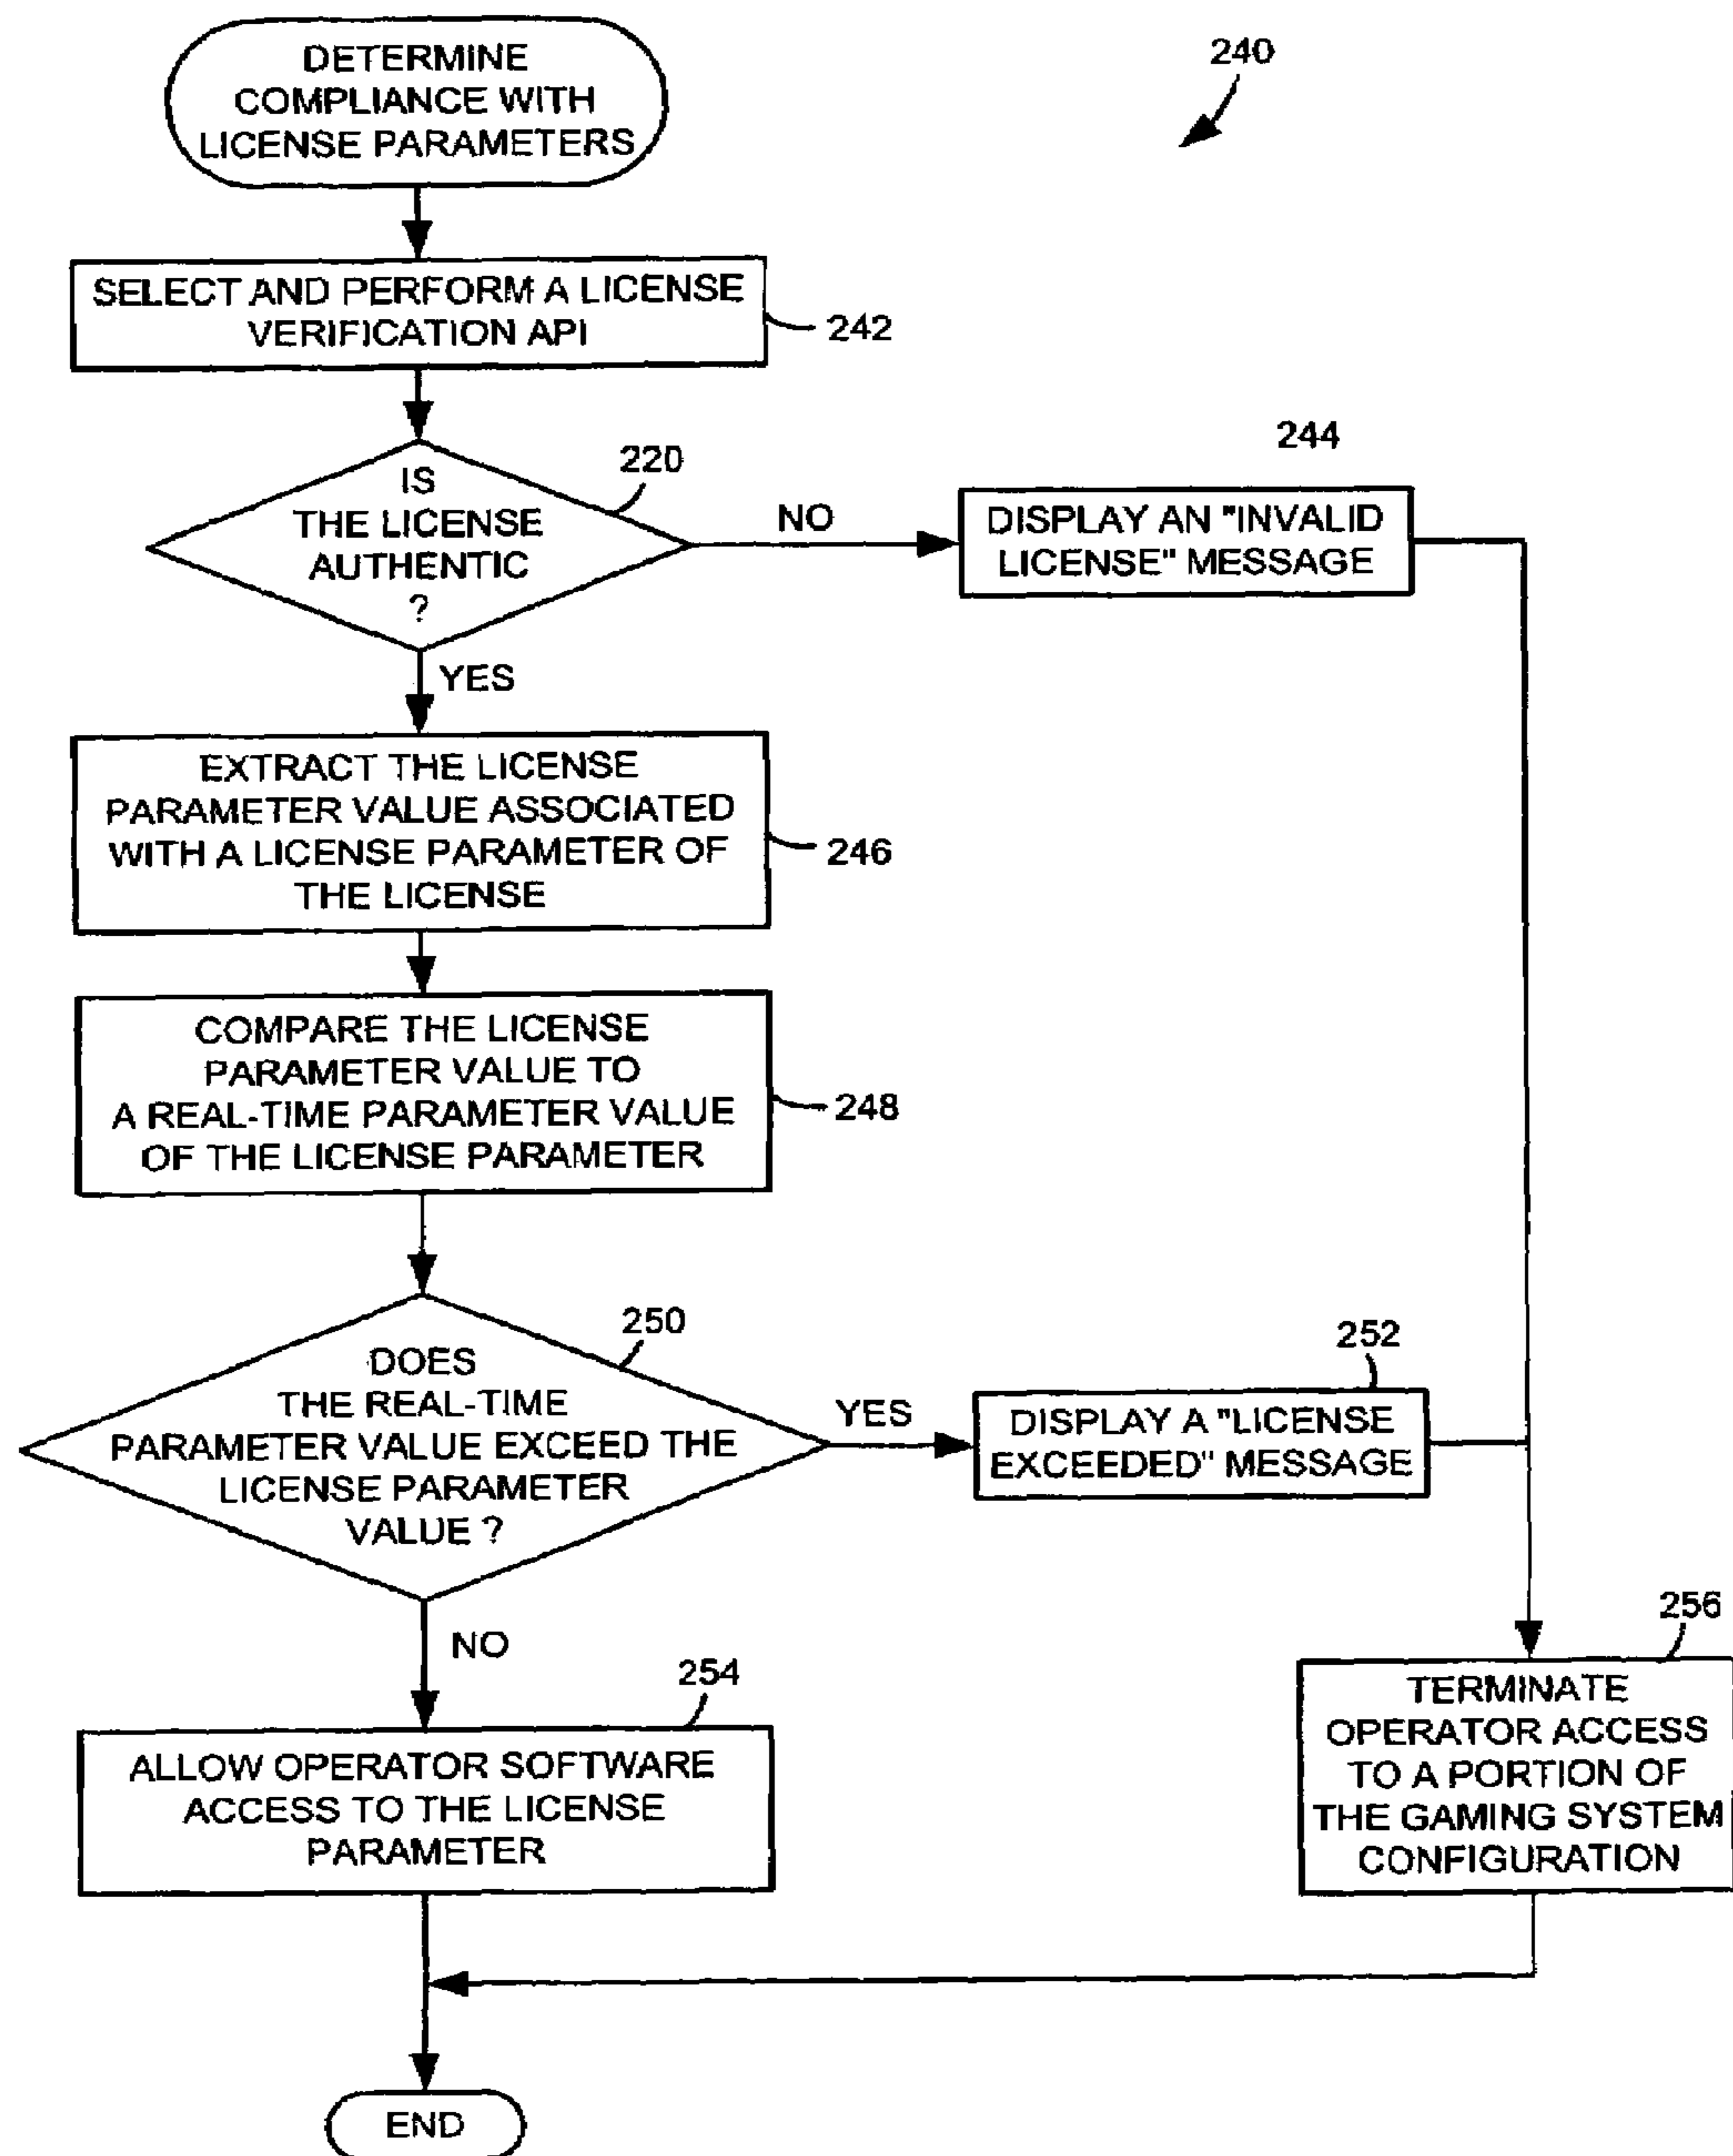 DETERMINE
COMPLIANCE WITH
LICENSE PARAMETERS
240
SELECT AND PERFORM A LICENSE
VERIFICATION API
242
IS
THE LICENSE
AUTHENTIC
?
220
NO
244
DISPLAY AN "INVALID
LICENSE" MESSAGE
YES
EXTRACT THE LICENSE
PARAMETER VALUE ASSOCIATED
WITH A LICENSE PARAMETER OF
THE LICENSE
246
COMPARE THE LICENSE
PARAMETER VALUE TO
A REAL-TIME PARAMETER VALUE
OF THE LICENSE PARAMETER
248
DOES
THE REAL-TIME
PARAMETER VALUE EXCEED THE
LICENSE PARAMETER
VALUE ?
250
YES
252
DISPLAY A "LICENSE
EXCEEDED" MESSAGE
NO
254
ALLOW OPERATOR SOFTWARE
ACCESS TO THE LICENSE
PARAMETER
256
TERMINATE
OPERATOR ACCESS
TO A PORTION OF
THE GAMING SYSTEM
CONFIGURATION
END